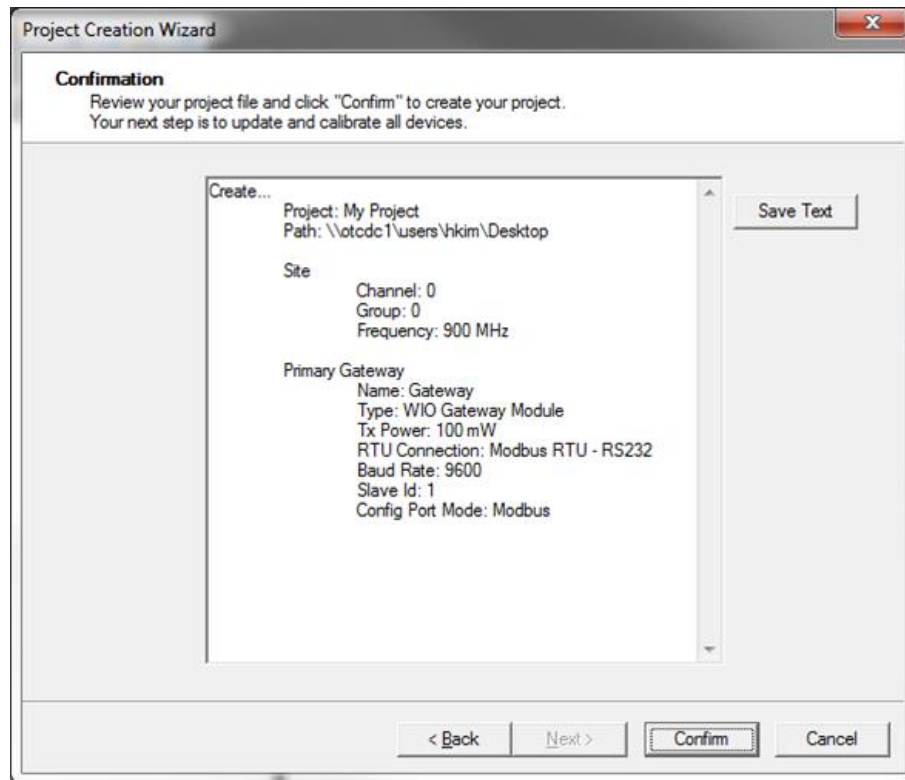 Project Creation Wizard
Confirmation
Review your project file and click "Confirm" to create your project.
Your next step is to update and calibrate all devices.
Create...
Project: My Project
Path: \\otcdc1\users\hkim\Desktop
Site
Channel: 0
Group: 0
Frequency: 900 MHz
Primary Gateway
Name: Gateway
Type: WIO Gateway Module
Tx Power: 100 mW
RTU Connection: Modbus RTU - RS232
Baud Rate: 9600
Slave Id: 1
Config Port Mode: Modbus
Save Text
< Back
Next >
Confirm
Cancel